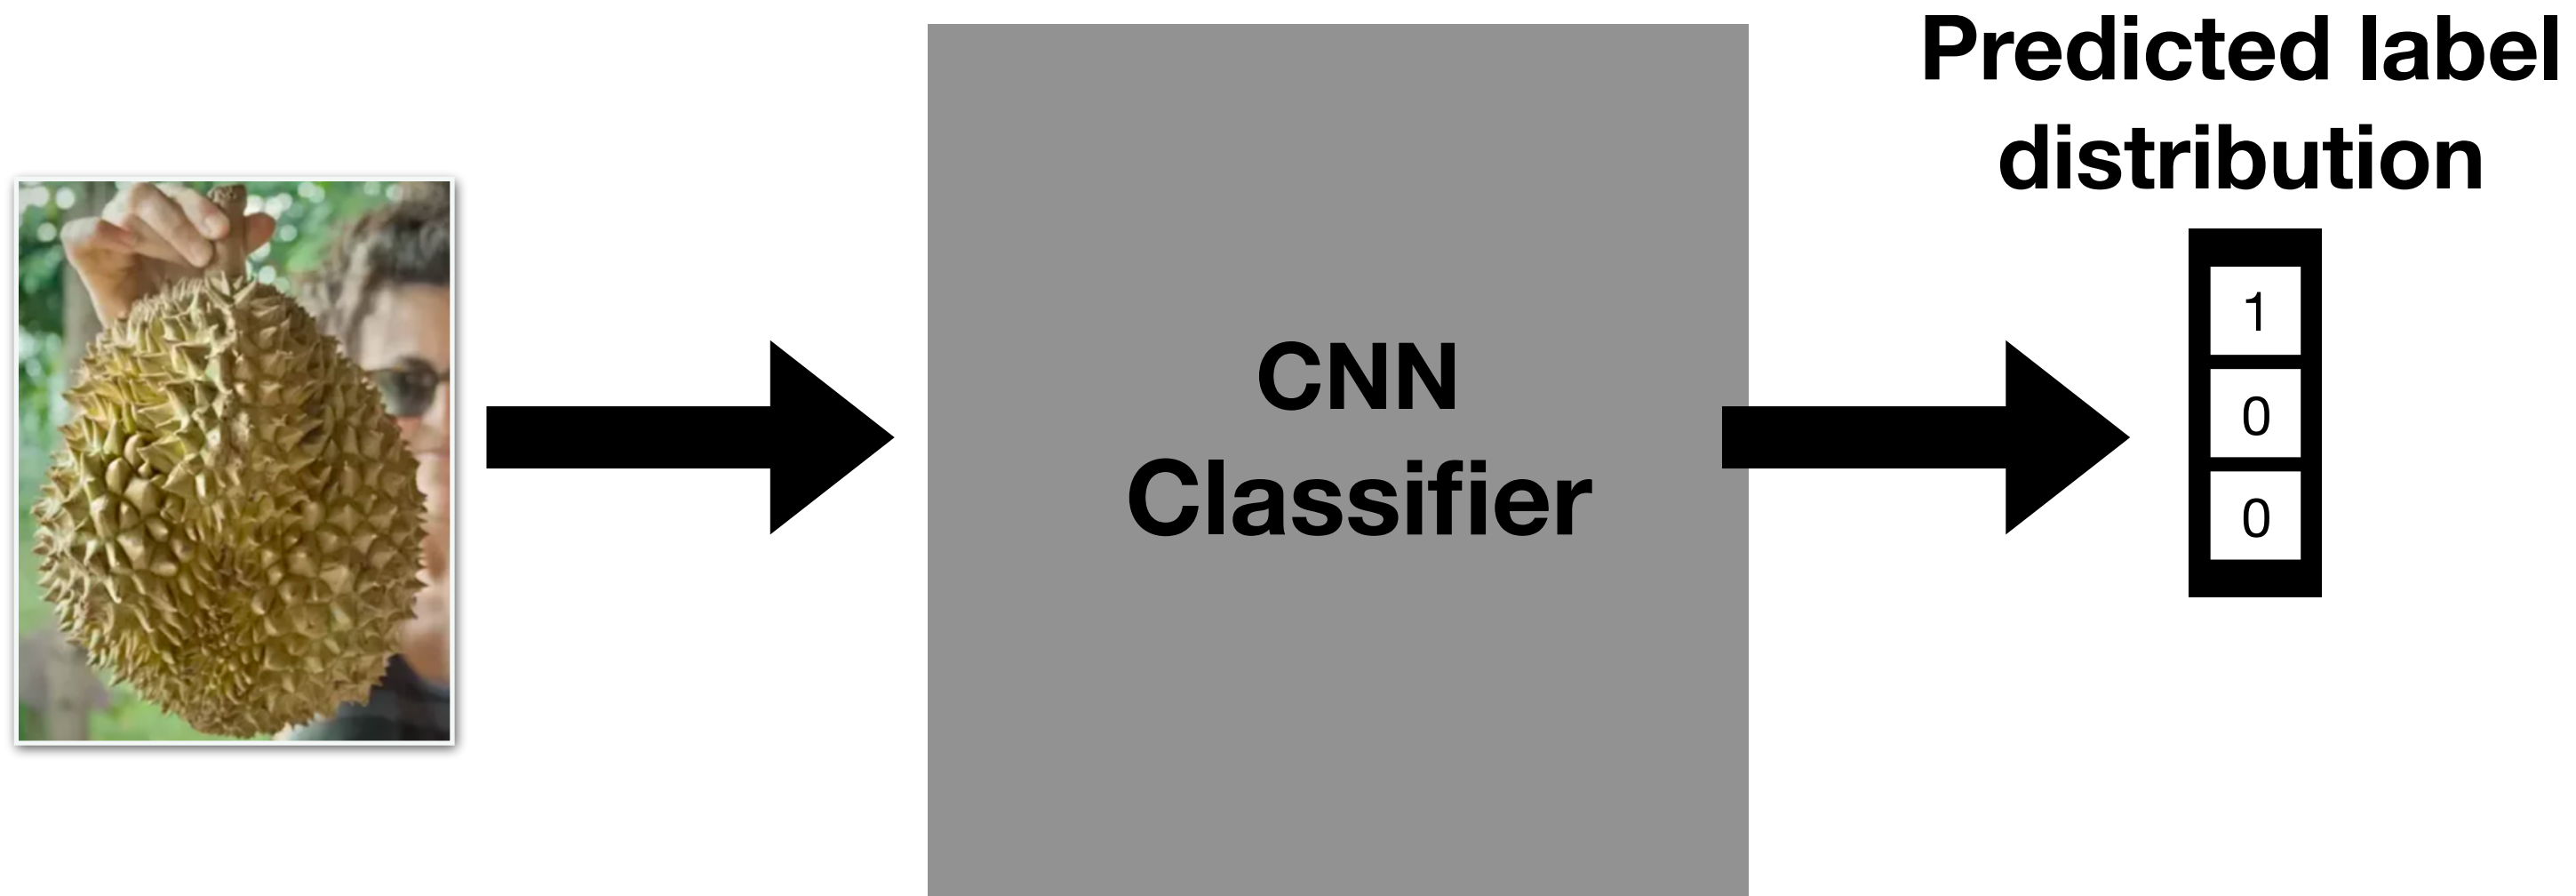 Predicted label
distribution
CNN
Classifier
1
0
0